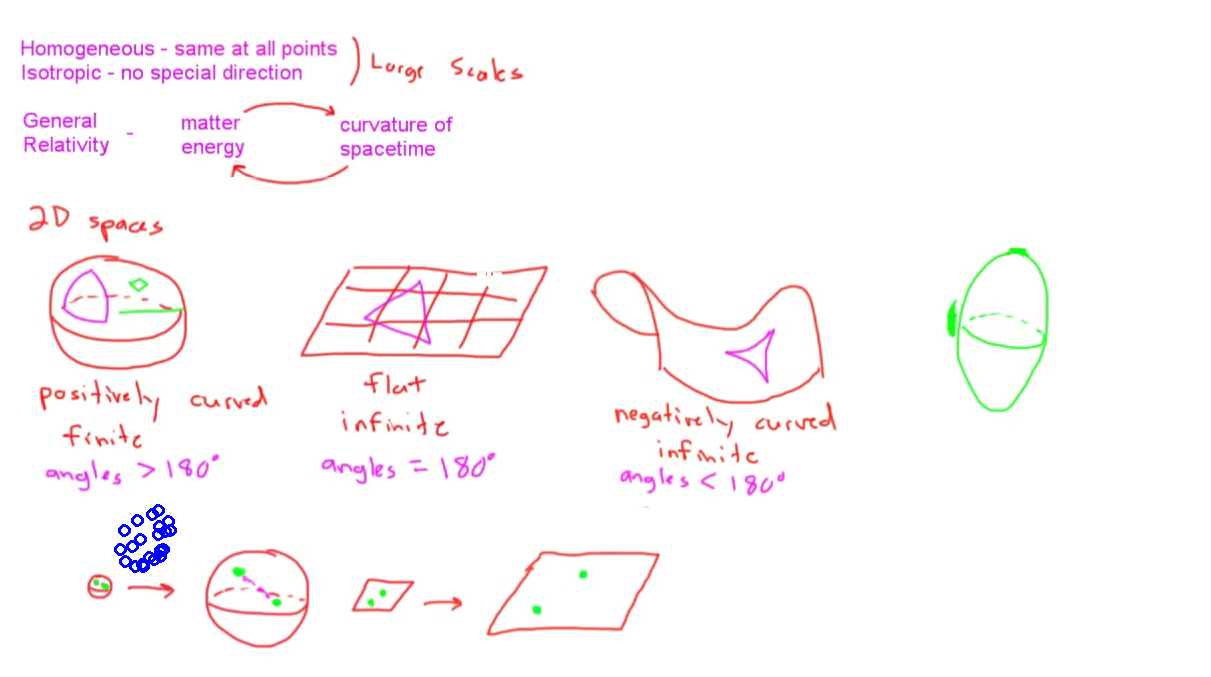 Homogeneous - same at all points
Isotropic - no special direction
Large Scales
General
Relativity
-
matter
energy
curvature of
spacetime
2D spaces
positively curved
finite
angles > 180°
flat
infinite
angles = 180°
negatively curved
infinite
angles < 180°